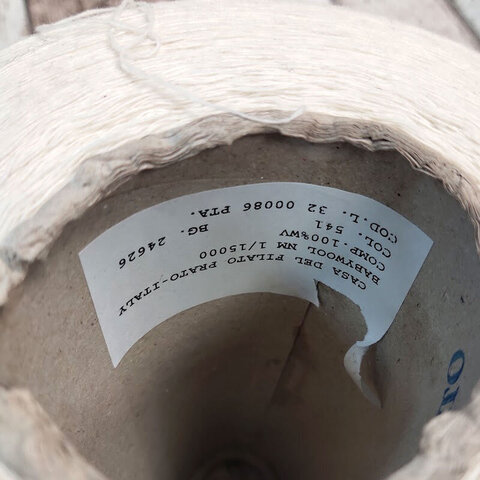 CASA DEL FILATO PRATO-ITALY
BABYWOOL NM 1/15000
COMP.100%WV
COL. 541 BG. 24626
COD.L. 32 00086 PTA.